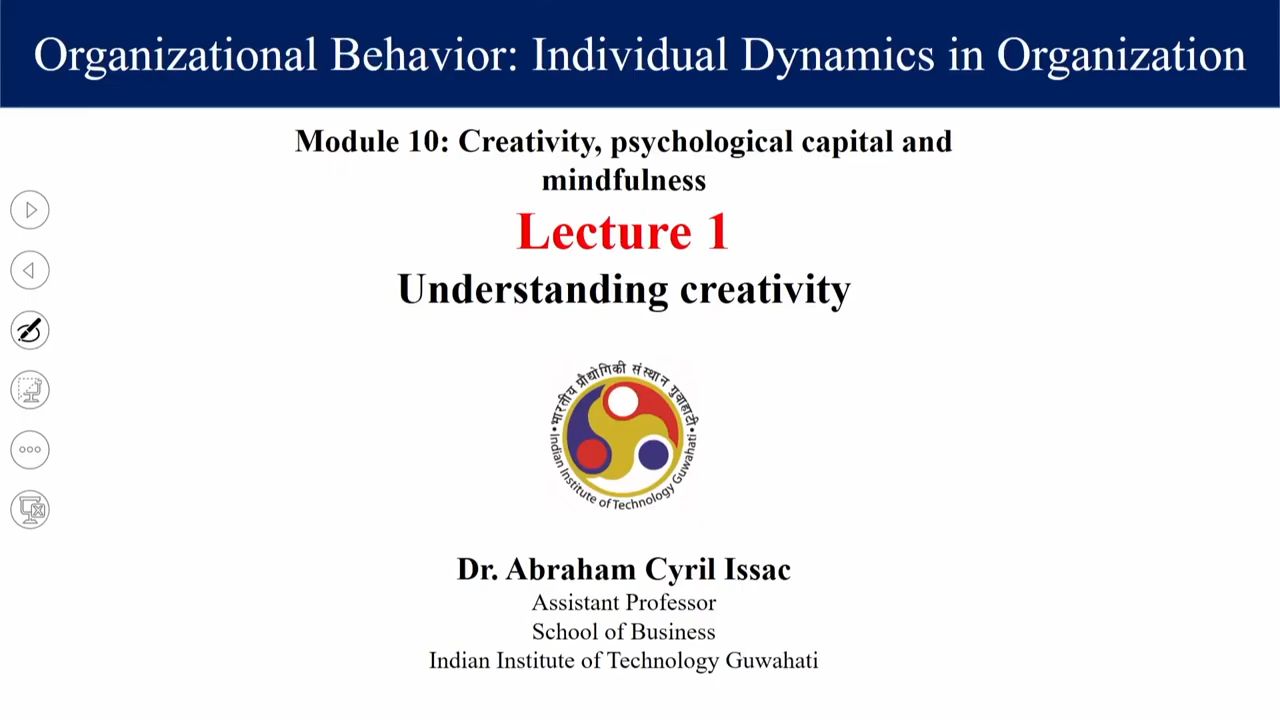 Organizational Behavior: Individual Dynamics in Organization
Module 10: Creativity, psychological capital and
mindfulness
Lecture 1
Understanding creativity
भारतीय प्रौद्योगिकी संस्थान गुवाहाटी
Indian Institute of Technology Guwahati
Dr. Abraham Cyril Issac
Assistant Professor
School of Business
Indian Institute of Technology Guwahati